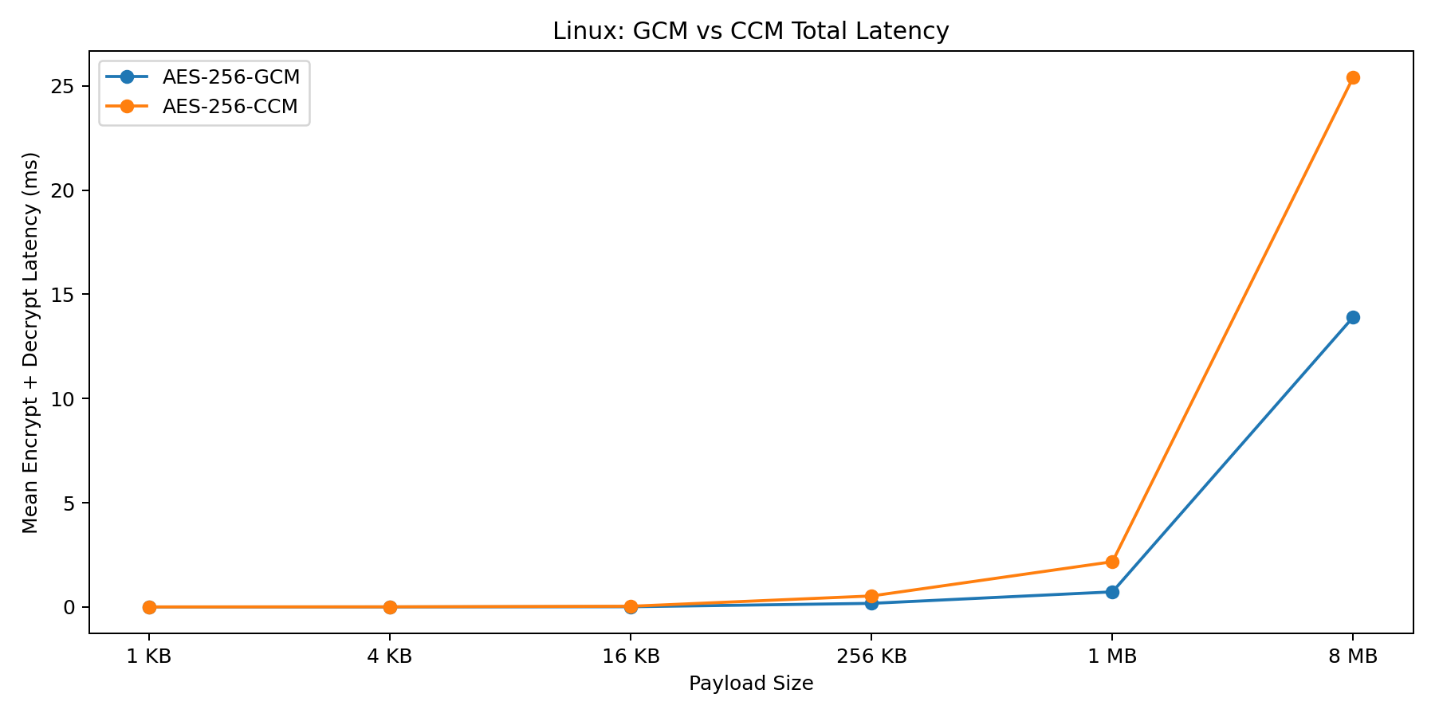 Linux: GCM vs CCM Total Latency
AES-256-GCM
AES-256-CCM
Mean Encrypt + Decrypt Latency (ms)
25
20
15
10
5
0
1 KB
4 KB
16 KB
256 KB
1 MB
8 MB
Payload Size